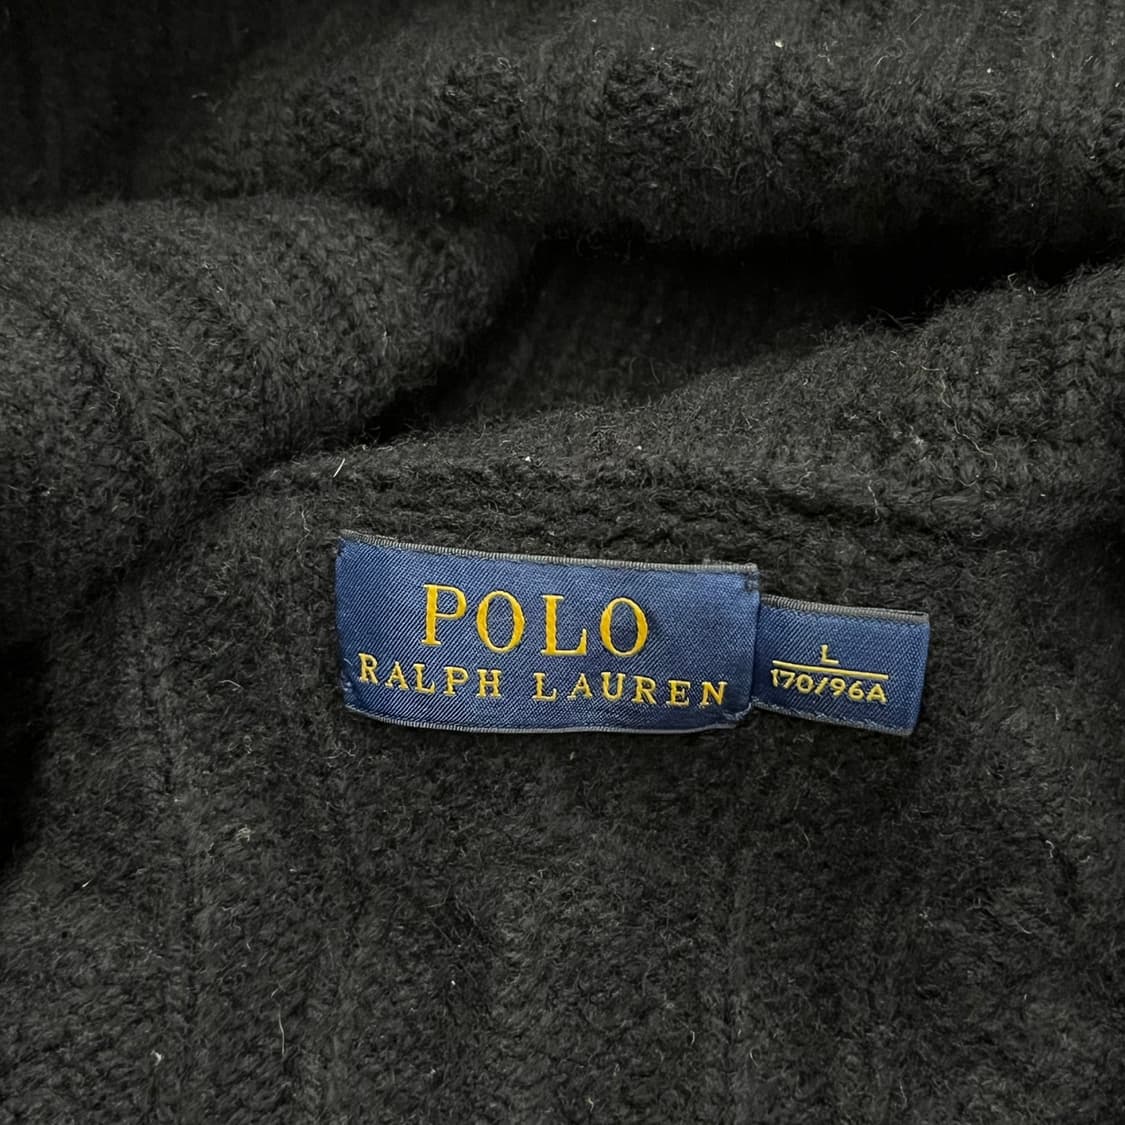 POLO
RALPH LAUREN
L
170/96A